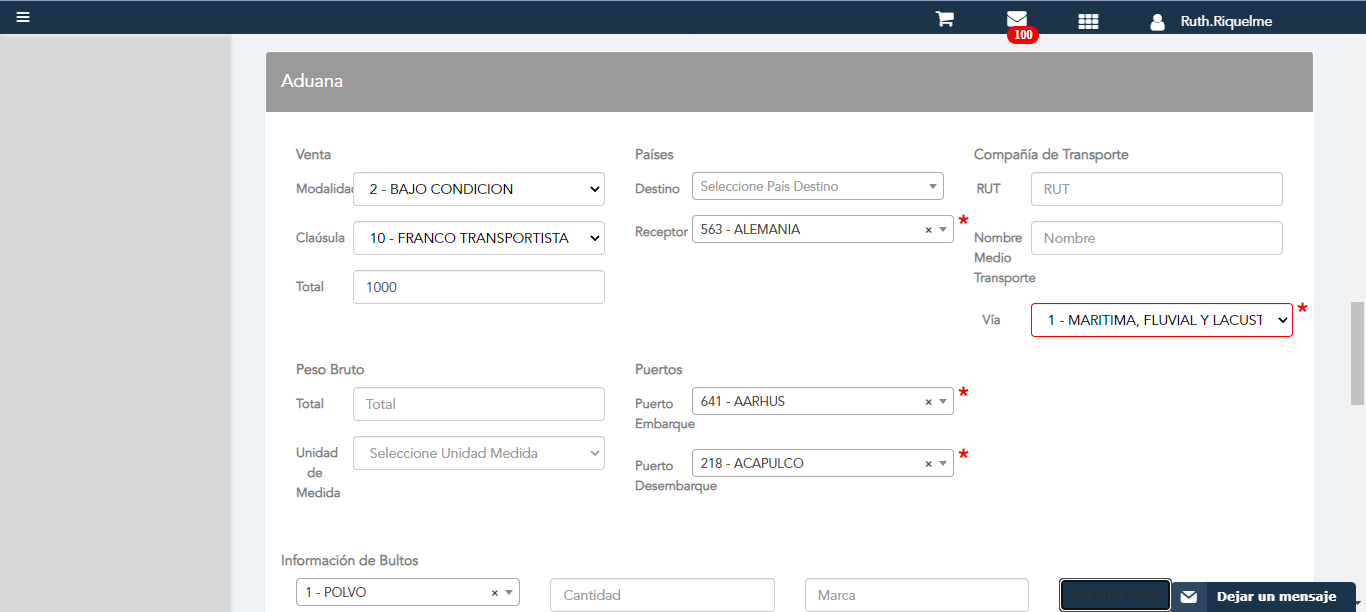 100
Ruth.Riquelme
Aduana
Venta
Modalidad
2 - BAJO CONDICION
Claúsula
10 - FRANCO TRANSPORTISTA
Total
1000
Países
Destino
Seleccione País Destino
Receptor
563 - ALEMANIA
×
*
Compañía de Transporte
RUT
RUT
Nombre
Medio
Transporte
Nombre
Vía
1 - MARITIMA, FLUVIAL Y LACUST
*
Peso Bruto
Total
Total
Unidad
de
Medida
Seleccione Unidad Medida
Puertos
Puerto
Embarque
641 - AARHUS
×
*
Puerto
Desembarque
218 - ACAPULCO
×
*
Información de Bultos
1 - POLVO
×
Cantidad
Marca
Dejar un mensaje